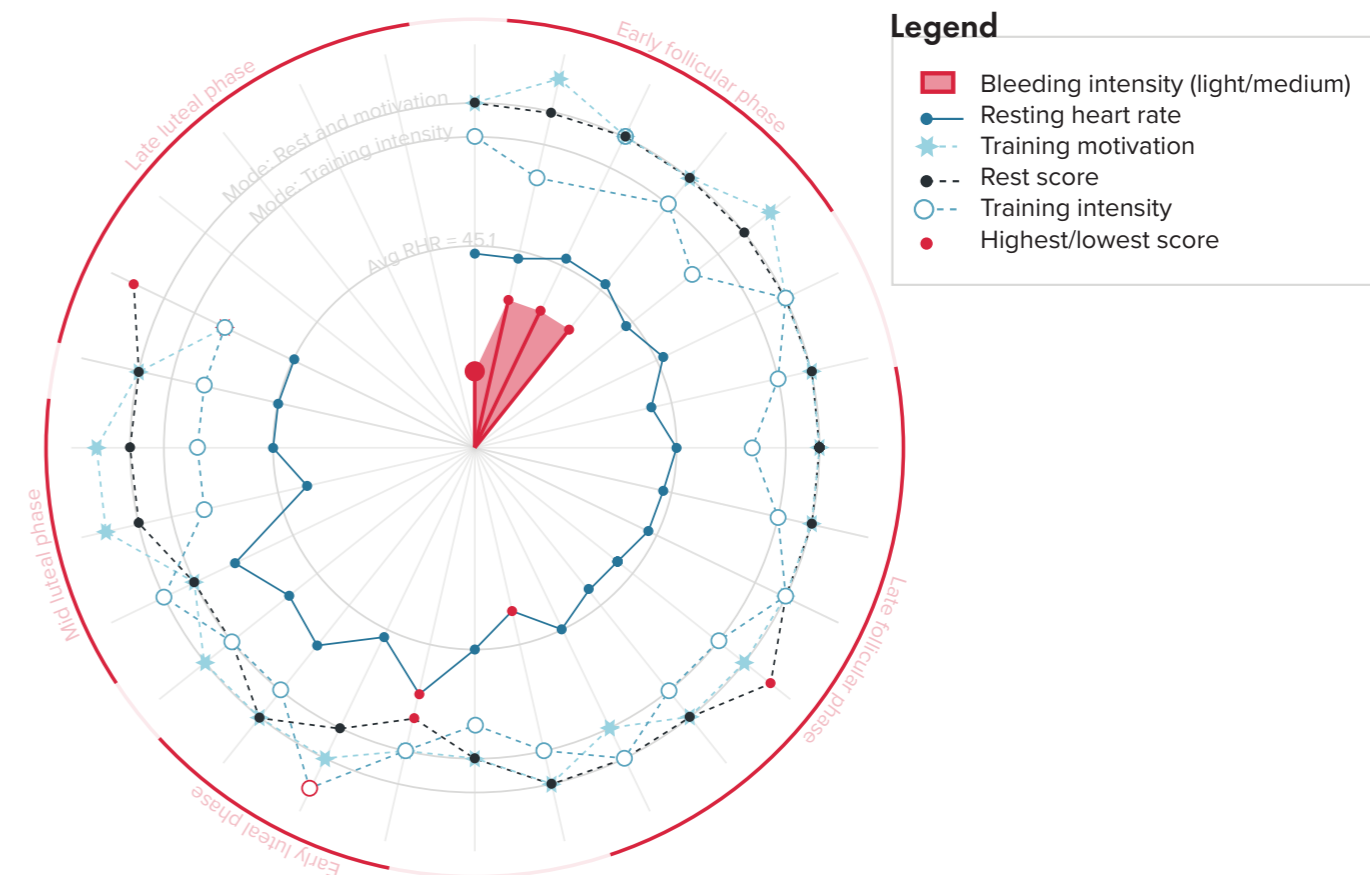 Legend
Bleeding intensity (light/medium)
Resting heart rate
Training motivation
Rest score
Training intensity
Highest/lowest score
Early follicular phase
Late luteal phase
Mode: Rest and motivation
Mode: Training intensity
Avg RHR = 45.1
Mid luteal phase
Late follicular phase
Early luteal phase